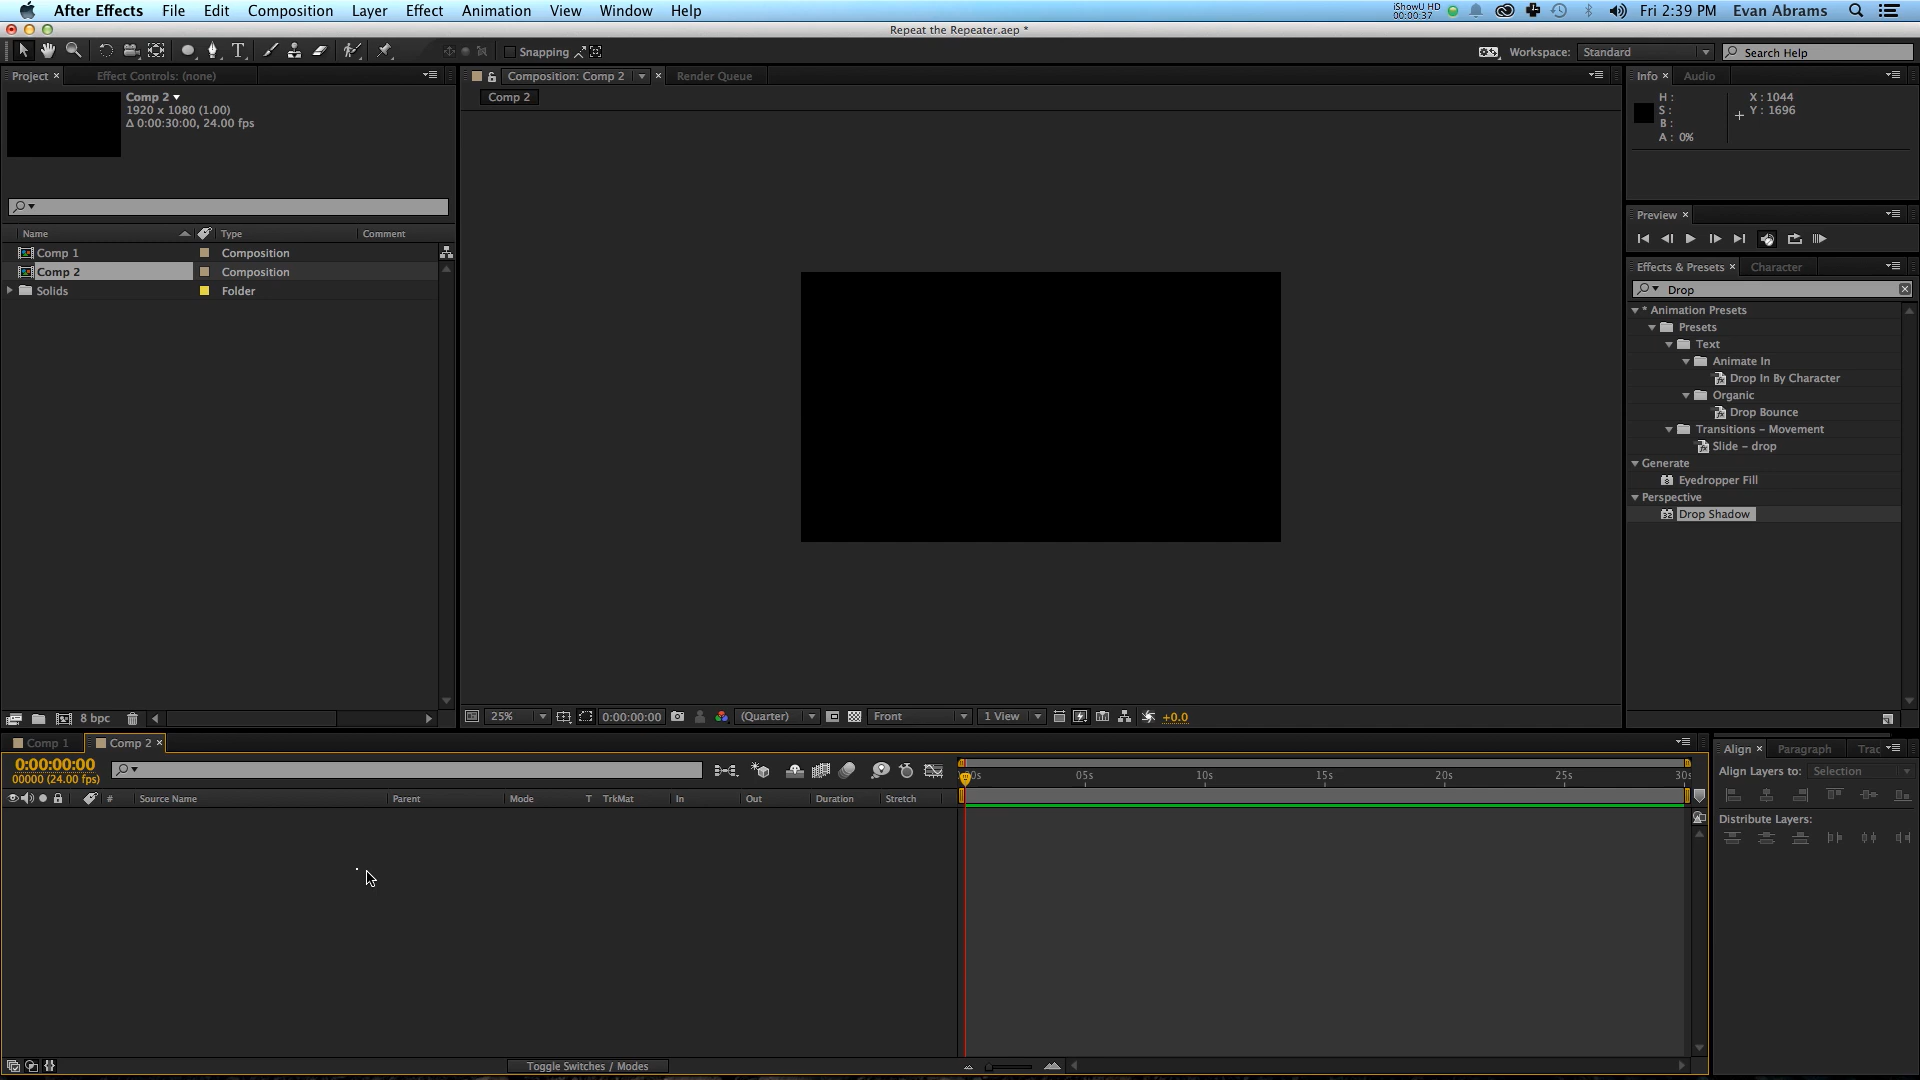 After Effects File Edit Composition Layer Effect Animation View Window Help
iShowU HD
00:00:37
Fri 2:39 PM Evan Abrams
Repeat the Repeater.aep *
Snapping
Workspace: Standard
Search Help
Project
Effect Controls: (none)
Composition: Comp 2
Render Queue
Info
Audio
Comp 2
1920 x 1080 (1.00)
Δ 0:00:30:00, 24.00 fps
Comp 2
H :
S :
B :
A : 0%
X : 1044
Y : 1696
Preview
Name Type Comment
Comp 1 Composition
Comp 2 Composition
Solids Folder
Effects & Presets
Character
Drop
* Animation Presets
Presets
Text
Animate In
Drop In By Character
Organic
Drop Bounce
Transitions – Movement
Slide – drop
Generate
Eyedropper Fill
Perspective
Drop Shadow
8 bpc
25%
0:00:00:00
(Quarter)
Front
1 View
+0.0
Comp 1
Comp 2
0:00:00:00
00000 (24.00 fps)
# Source Name Parent Mode T TrkMat In Out Duration Stretch
05s 10s 15s 20s 25s
Align
Paragraph
Trac
Align Layers to: Selection
Distribute Layers:
Toggle Switches / Modes